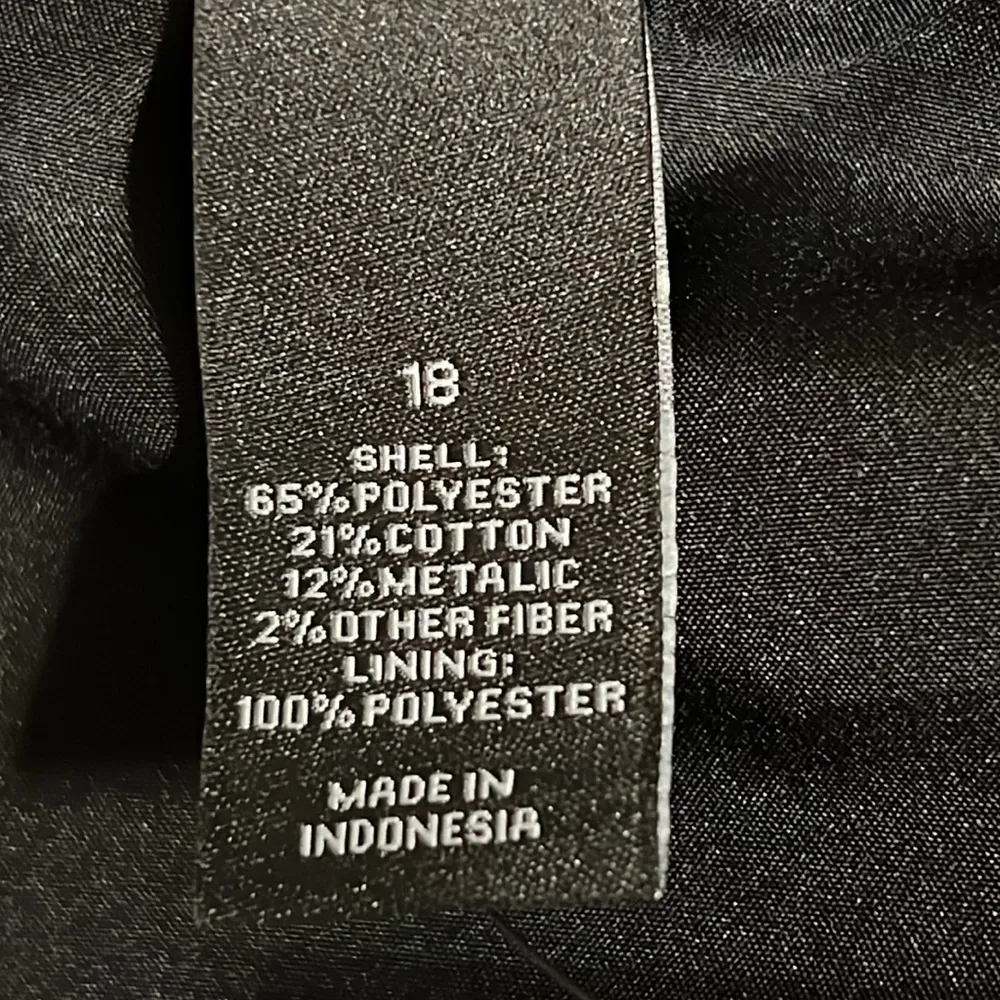 18
SHELL:
65% POLYESTER
21% COTTON
12% METALIC
2% OTHER FIBER
LINING:
100% POLYESTER
MADE IN
INDONESIA